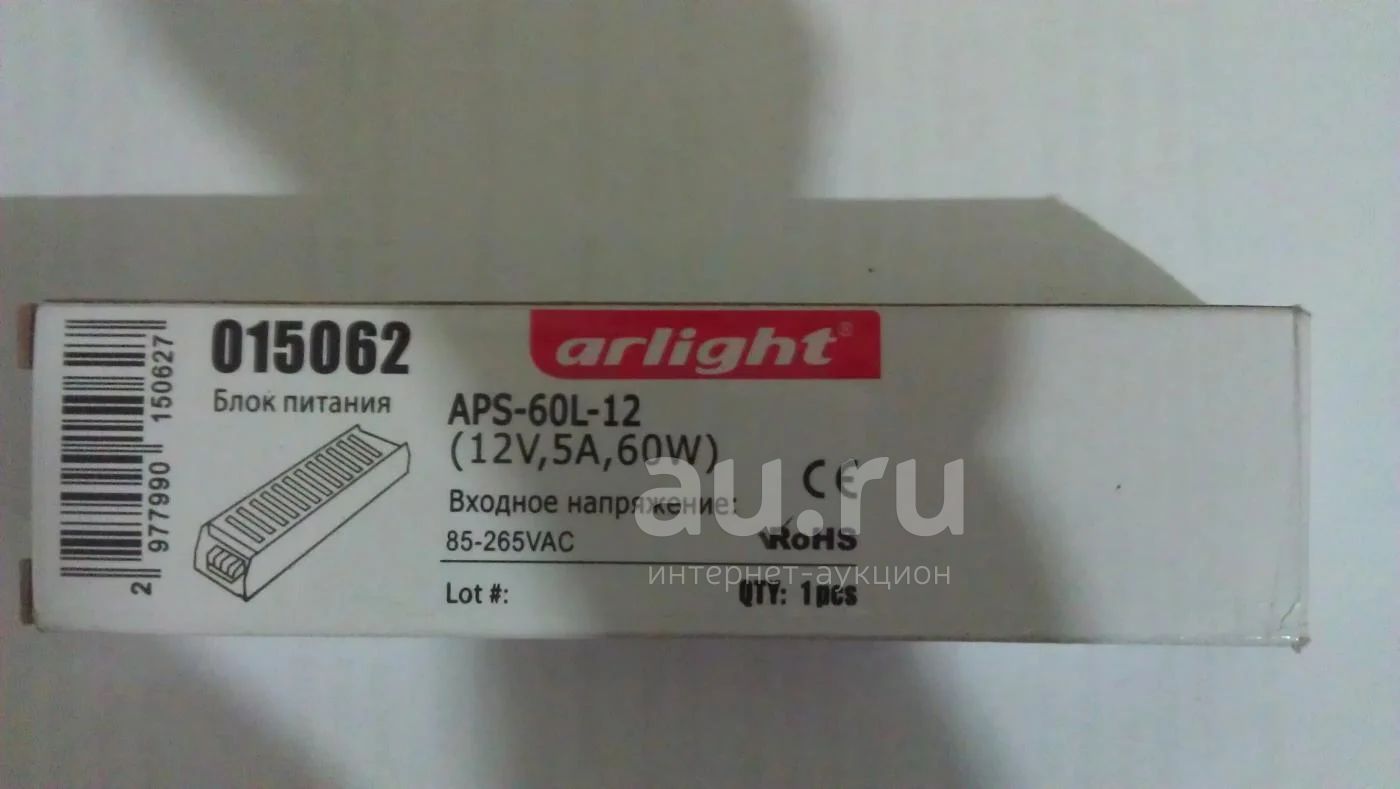 015062
Блок питания
2 977990 150627
arlight®
APS-60L-12
(12V,5A,60W)
Входное напряжение:
85-265VAC
CE
RoHS
Lot #:
QTY: 1pcs
au.ru
интернет-аукцион